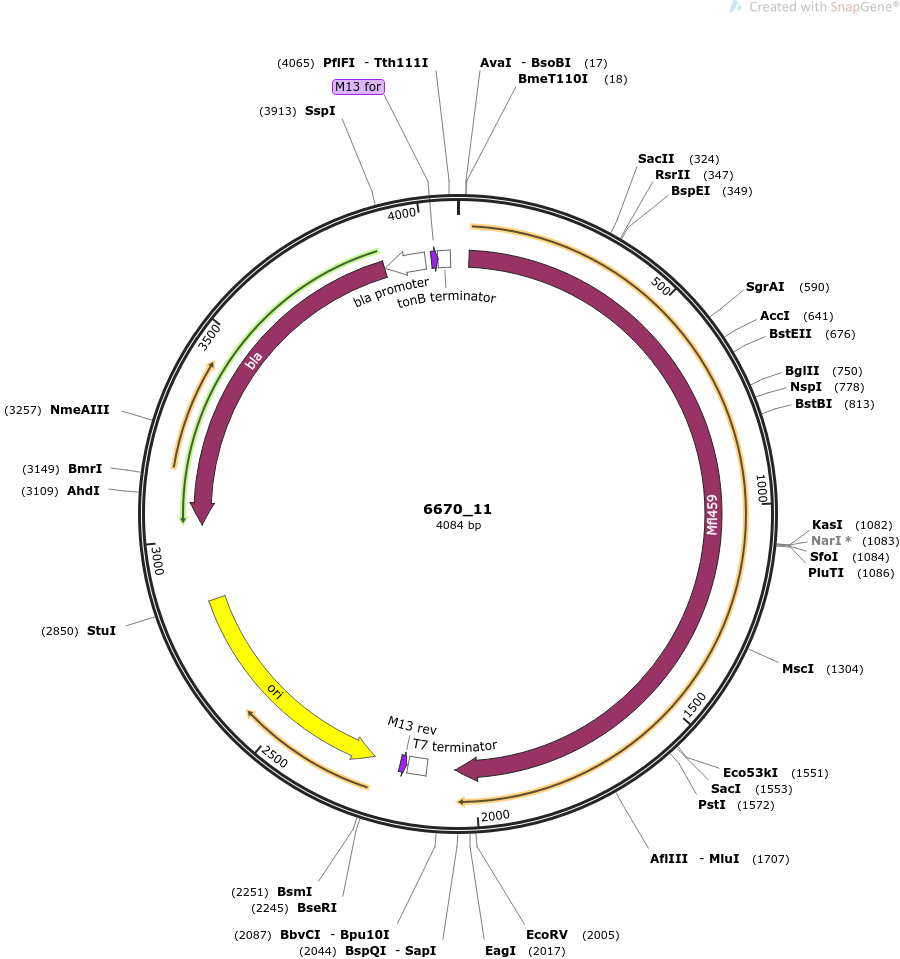 Created with SnapGene®
(4065) PflFI - Tth111I
AvaI - BsoBI (17)
BmeT110I (18)
M13 for
(3913) SspI
SacII (324)
RsrII (347)
BspEI (349)
4000
bla promoter
tonB terminator
500
SgrAI (590)
AccI (641)
BstEII (676)
3500
bla
BglII (750)
NspI (778)
BstBI (813)
(3257) NmeAIII
(3149) BmrI
(3109) AhdI
1000
Mfl459
6670_11
4084 bp
KasI (1082)
NarI * (1083)
SfoI (1084)
PluTI (1086)
3000
(2850) StuI
MscI (1304)
ori
1500
M13 rev
T7 terminator
2500
Eco53kI (1551)
SacI (1553)
PstI (1572)
2000
AflIII - MluI (1707)
(2251) BsmI
(2245) BseRI
(2087) BbvCI - Bpu10I
(2044) BspQI - SapI
EcoRV (2005)
EagI (2017)